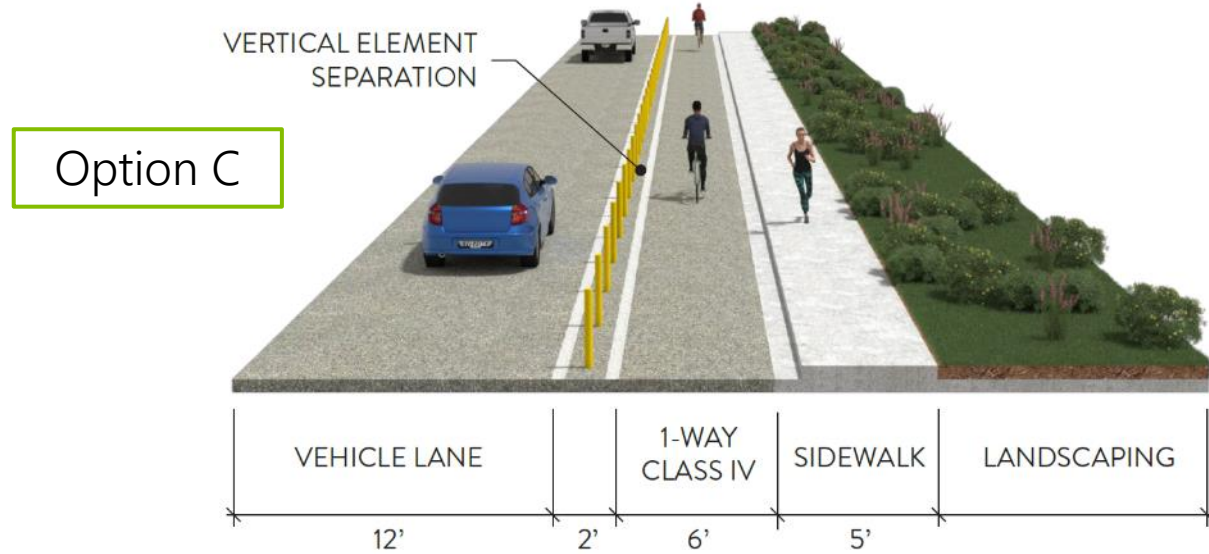 VERTICAL ELEMENT
SEPARATION
Option C
VEHICLE LANE
1-WAY
CLASS IV
SIDEWALK
LANDSCAPING
12’
2’
6’
5’